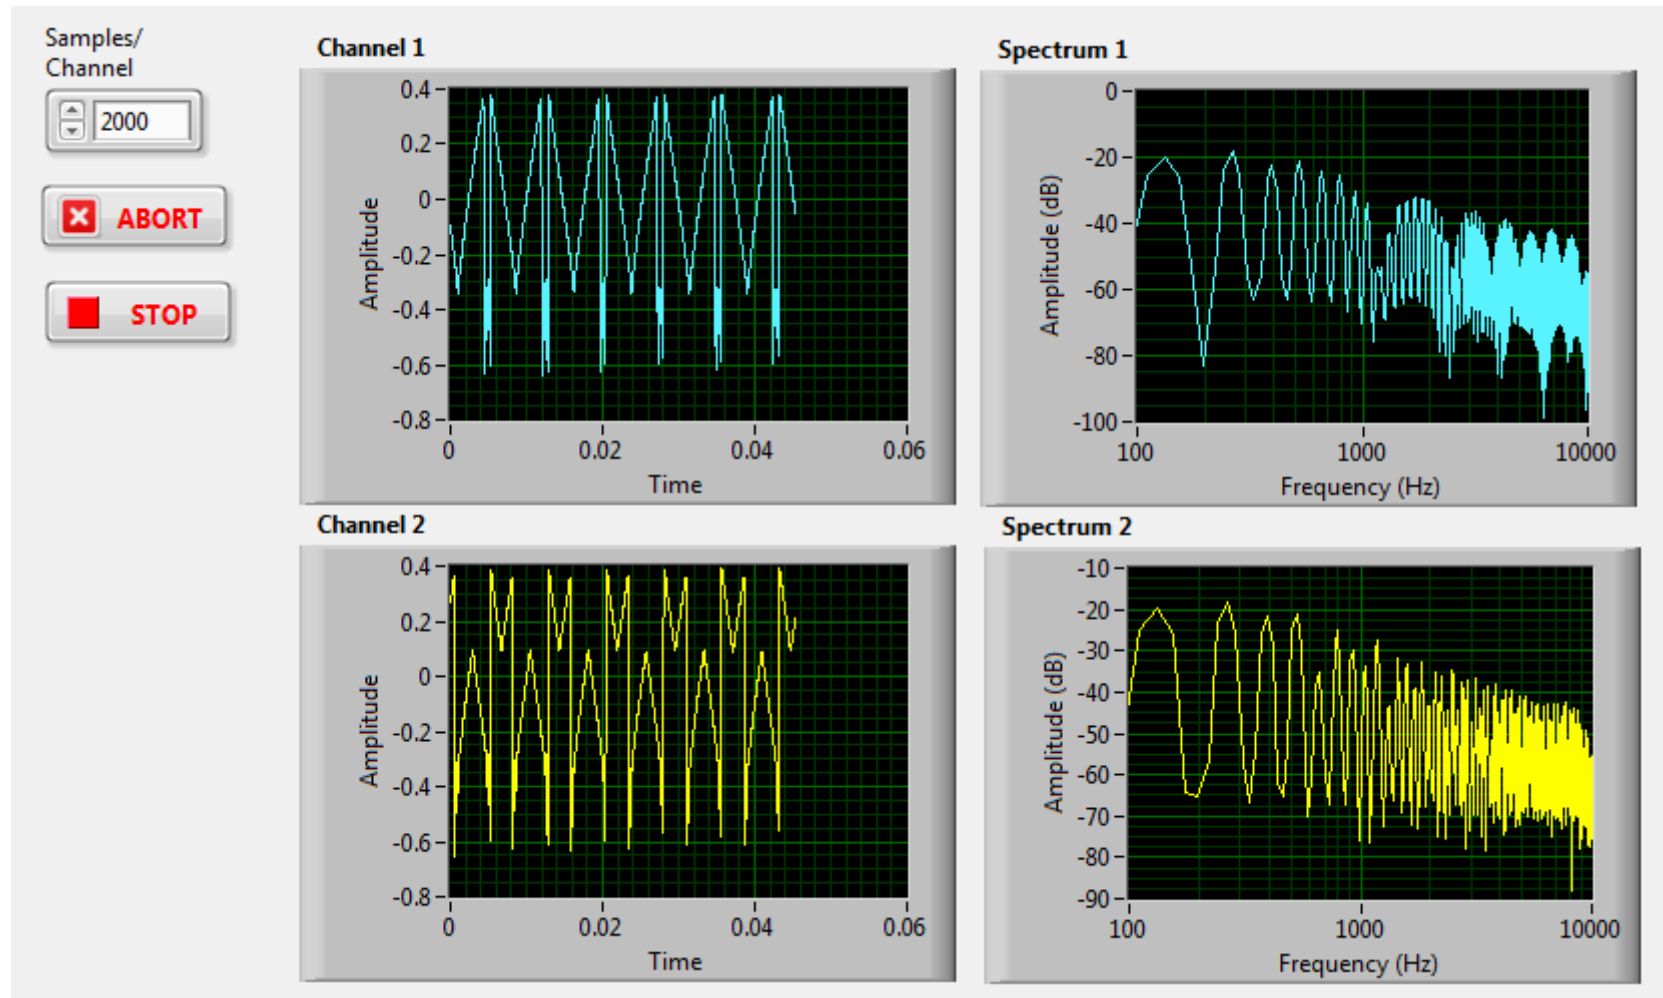 Samples/
Channel
2000
ABORT
STOP
Channel 1
0.4
0.2
0
-0.2
-0.4
-0.6
-0.8
Amplitude
0
0.02
0.04
0.06
Time
Spectrum 1
0
-20
-40
-60
-80
-100
Amplitude (dB)
100
1000
10000
Frequency (Hz)
Channel 2
0.4
0.2
0
-0.2
-0.4
-0.6
-0.8
Amplitude
0
0.02
0.04
0.06
Time
Spectrum 2
-10
-20
-30
-40
-50
-60
-70
-80
-90
Amplitude (dB)
100
1000
10000
Frequency (Hz)